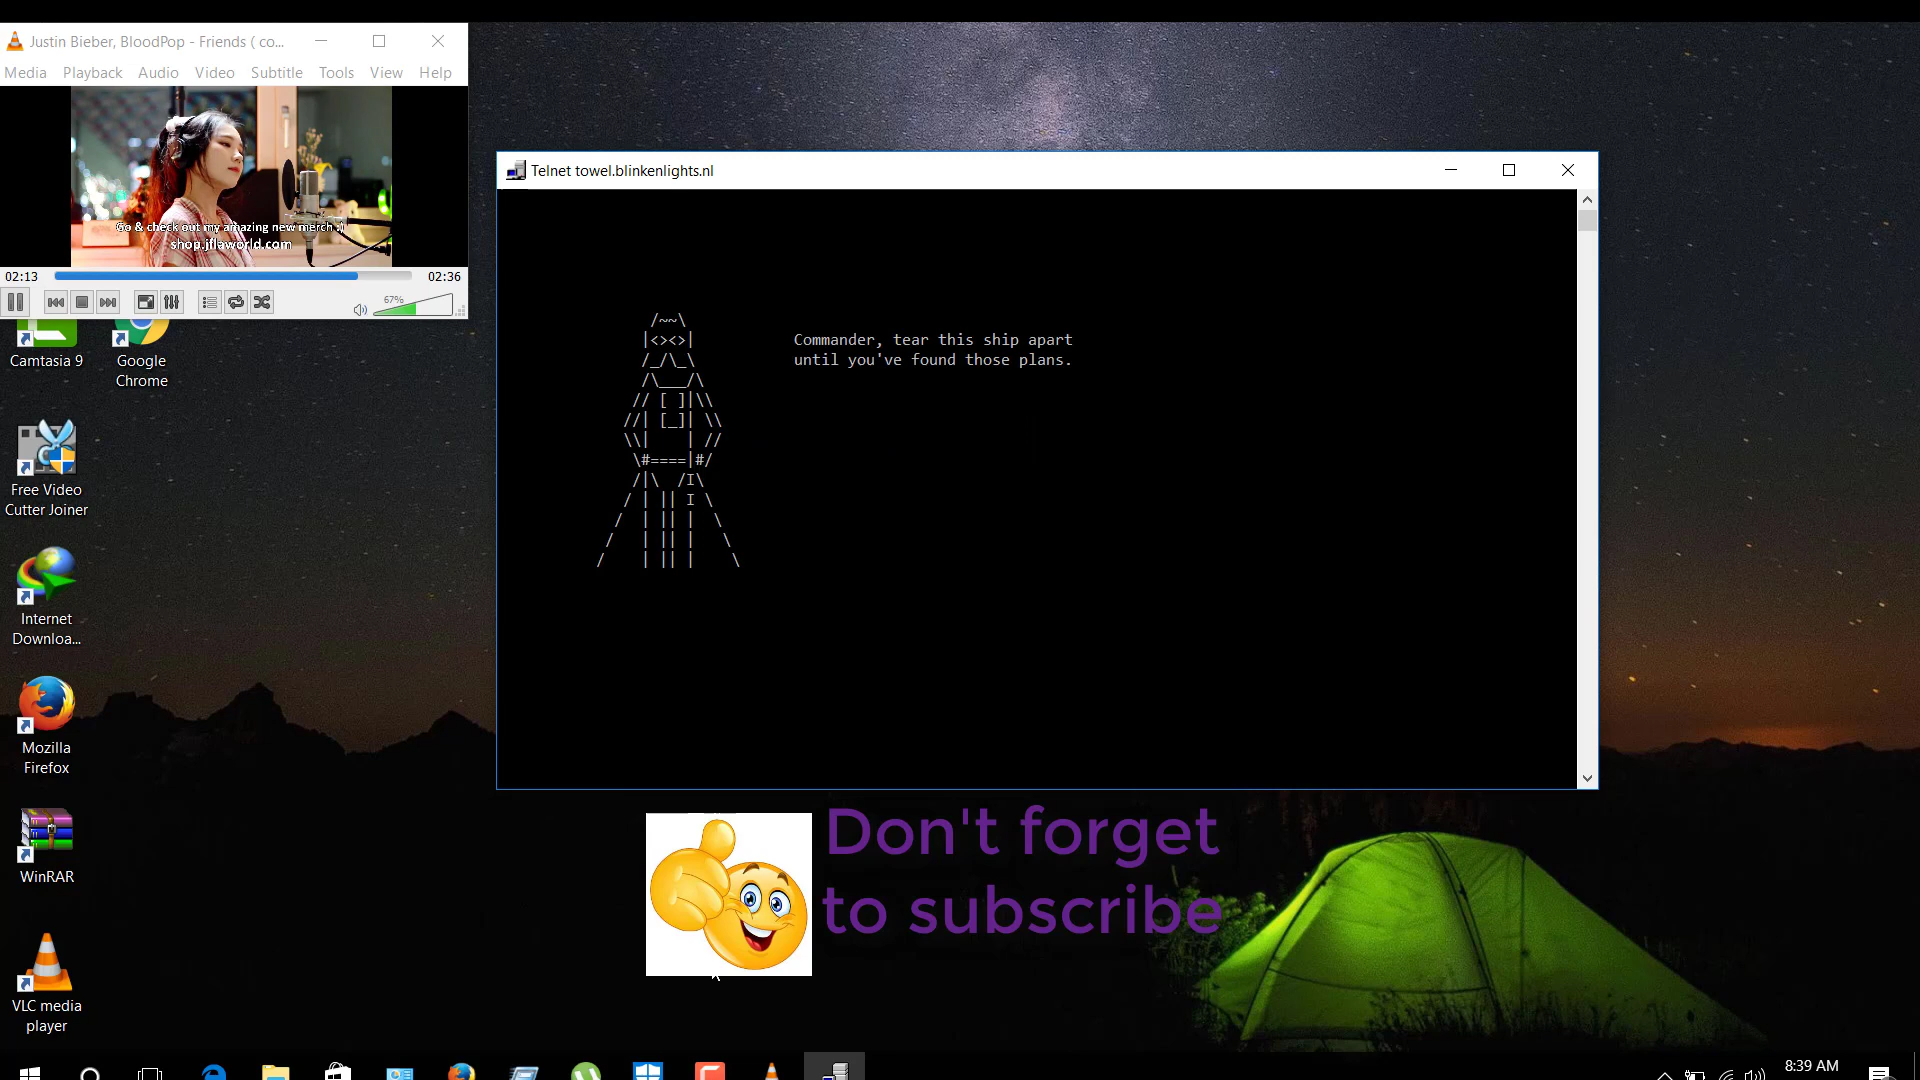 Justin Bieber, BloodPop - Friends ( co...
Media Playback Audio Video Subtitle Tools View Help
Go & check out my amazing new merch :)
shop.jflaworld.com
02:13 02:36
67%
Camtasia 9
Google
Chrome
Free Video
Cutter Joiner
Internet
Downloa...
Mozilla
Firefox
WinRAR
VLC media
player
Telnet towel.blinkenlights.nl
/~~\
|<><>|
/_/\_\
/\___/\
// [ ]|\\
//| [_]| \\
\\|    | //
\#====|#/
/|\  /I\
/ | || I \
/  | || |  \
/   | || |   \
/    | || |    \
Commander, tear this ship apart
until you've found those plans.
Don't forget
to subscribe
8:39 AM